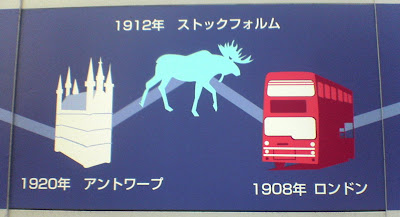 1912年 ストックフォルム
1920年 アントワープ
1908年 ロンドン